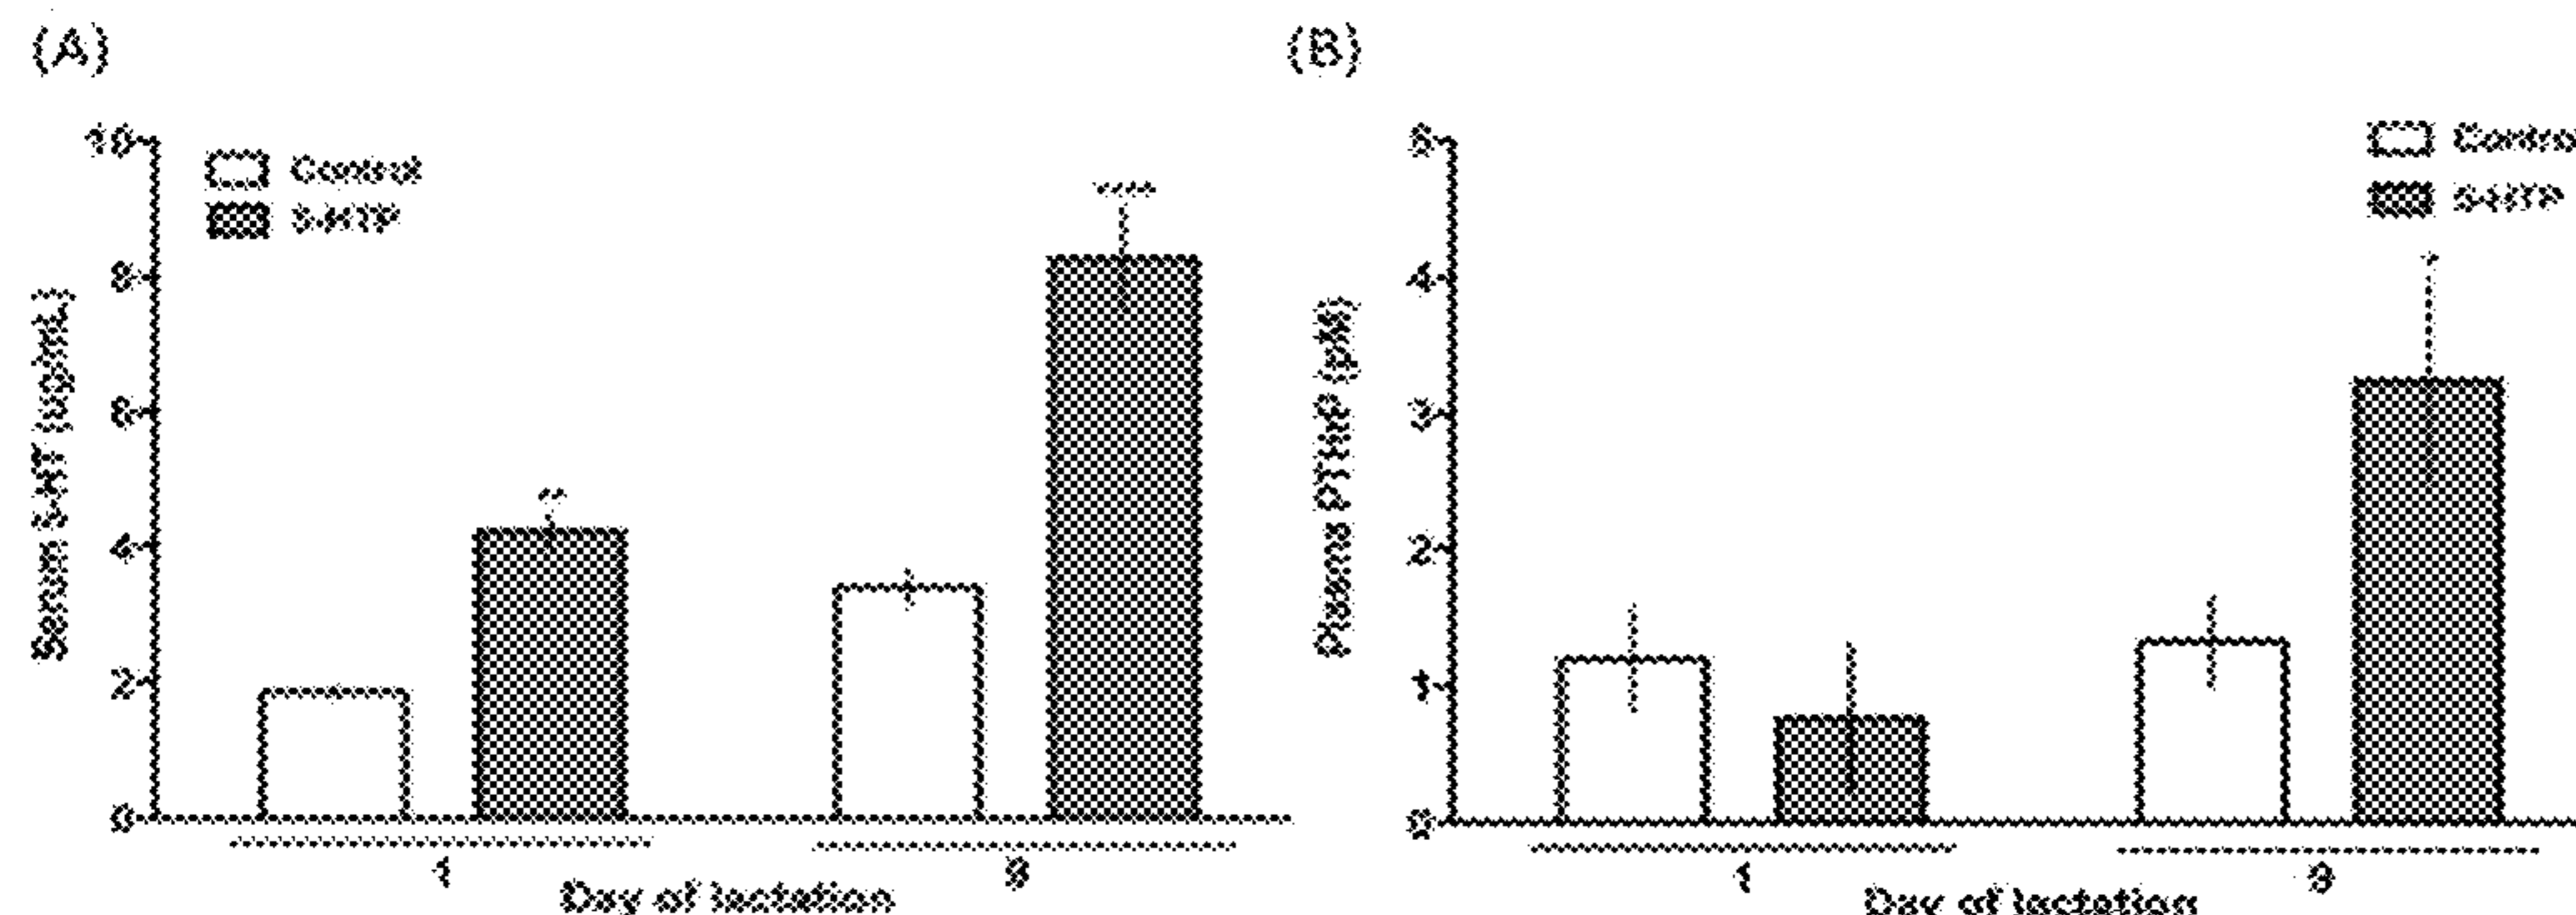 (A)
10
8
6
4
2
0
Serum 5-HT (ug/mL)
Control
5-HTP
1
9
Day of lactation
(B)
5
4
3
2
1
0
Plasma PTHrP (pM)
Contro
5-HTP
1
9
Day of lactation